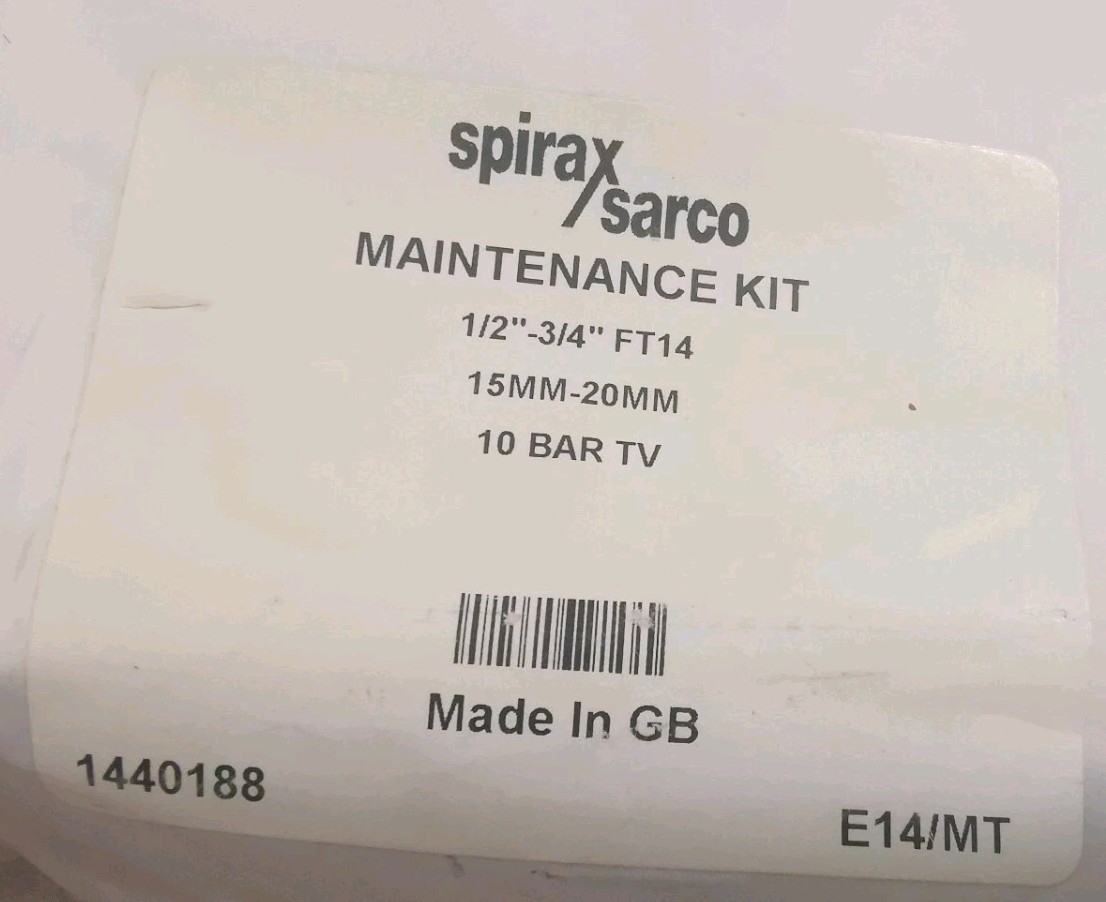 spirax
sarco
MAINTENANCE KIT
1/2"-3/4" FT14
15MM-20MM
10 BAR TV
Made In GB
1440188
E14/MT